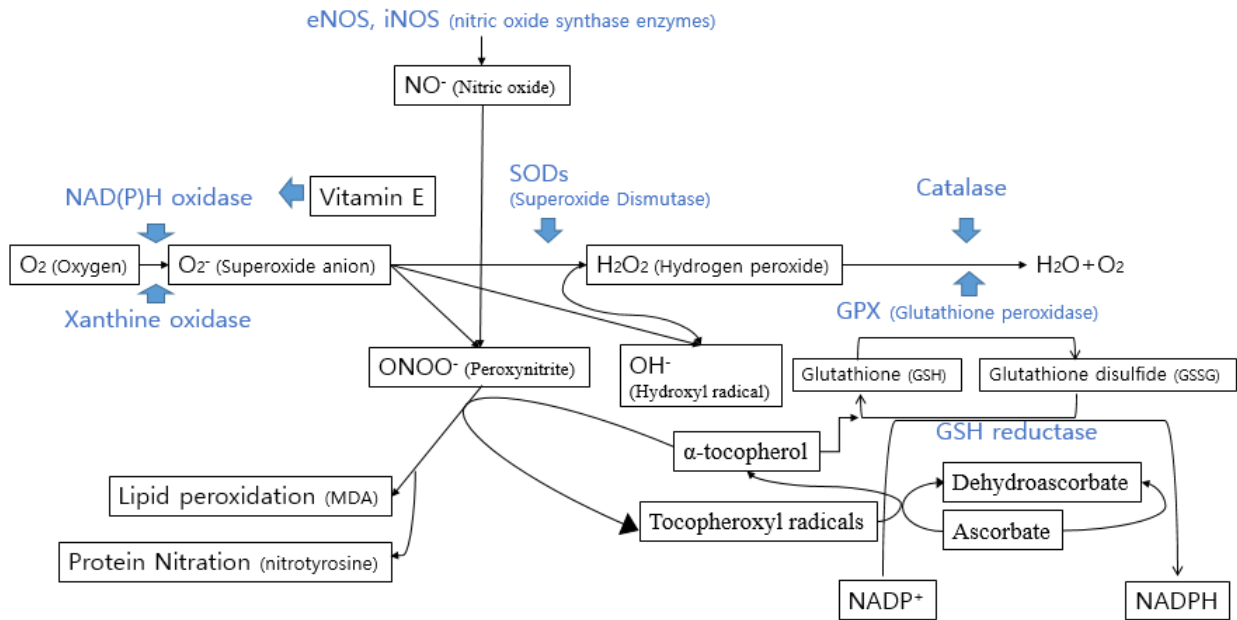 eNOS, iNOS (nitric oxide synthase enzymes)
NO⁻ (Nitric oxide)
SODs
(Superoxide Dismutase)
Catalase
NAD(P)H oxidase
Vitamin E
O₂ (Oxygen)
O₂⁻ (Superoxide anion)
H₂O₂ (Hydrogen peroxide)
H₂O+O₂
Xanthine oxidase
GPX (Glutathione peroxidase)
ONOO⁻ (Peroxynitrite)
OH⁻
(Hydroxyl radical)
Glutathione (GSH)
Glutathione disulfide (GSSG)
GSH reductase
α-tocopherol
Dehydroascorbate
Lipid peroxidation (MDA)
Tocopheroxyl radicals
Ascorbate
Protein Nitration (nitrotyrosine)
NADP⁺
NADPH